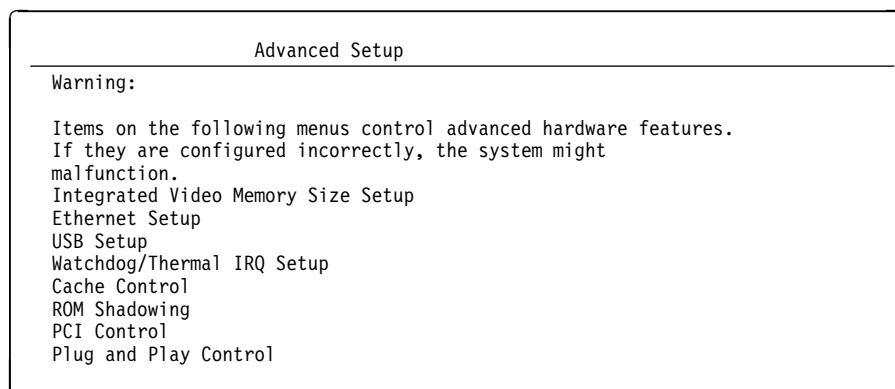 Advanced Setup
Warning:
Items on the following menus control advanced hardware features.
If they are configured incorrectly, the system might
malfunction.
Integrated Video Memory Size Setup
Ethernet Setup
USB Setup
Watchdog/Thermal IRQ Setup
Cache Control
ROM Shadowing
PCI Control
Plug and Play Control